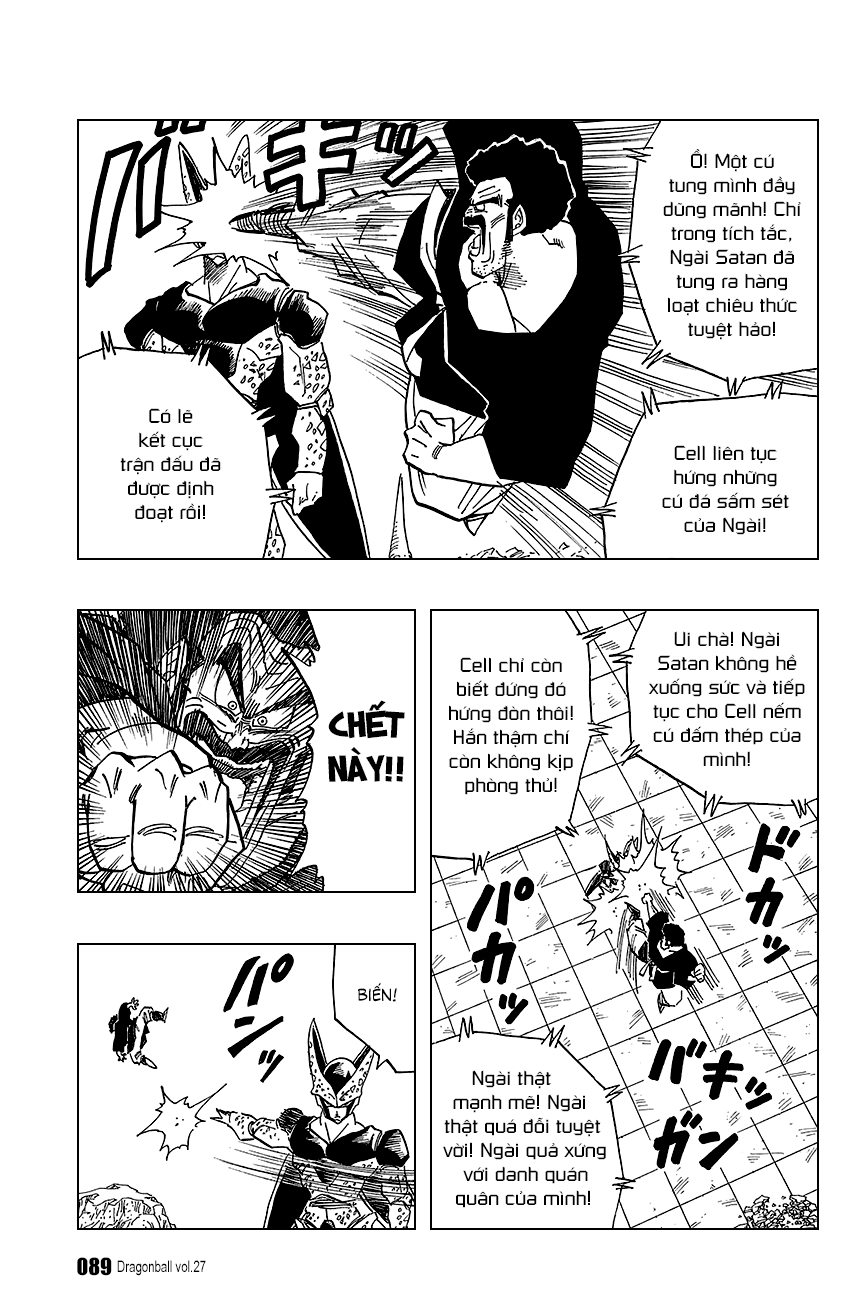 バキッ
Ồ! Một cú
tung mình đầy
dũng mãnh! Chỉ
trong tích tắc,
Ngài Satan đã
tung ra hàng
loạt chiêu thức
tuyệt hảo!
Cell liên tục
hứng những
cú đá sấm sét
của Ngài!
Có lẽ
kết cục
trận đấu đã
được định
đoạt rồi!
Ui chà! Ngài
Satan không hề
xuống sức và tiếp
tục cho Cell nếm
cú đấm thép của
mình!
Cell chỉ còn
biết đứng đó
hứng đòn thôi!
Hắn thậm chí
còn không kịp
phòng thủ!
ドカッ
パカッ
バキッ
ガン
Ngài thật
mạnh mẽ! Ngài
thật quá đỗi tuyệt
vời! Ngài quả xứng
với danh quán
quân của mình!
CHẾT
NÀY!!
BIẾN!
パンッ
089 Dragonball vol.27